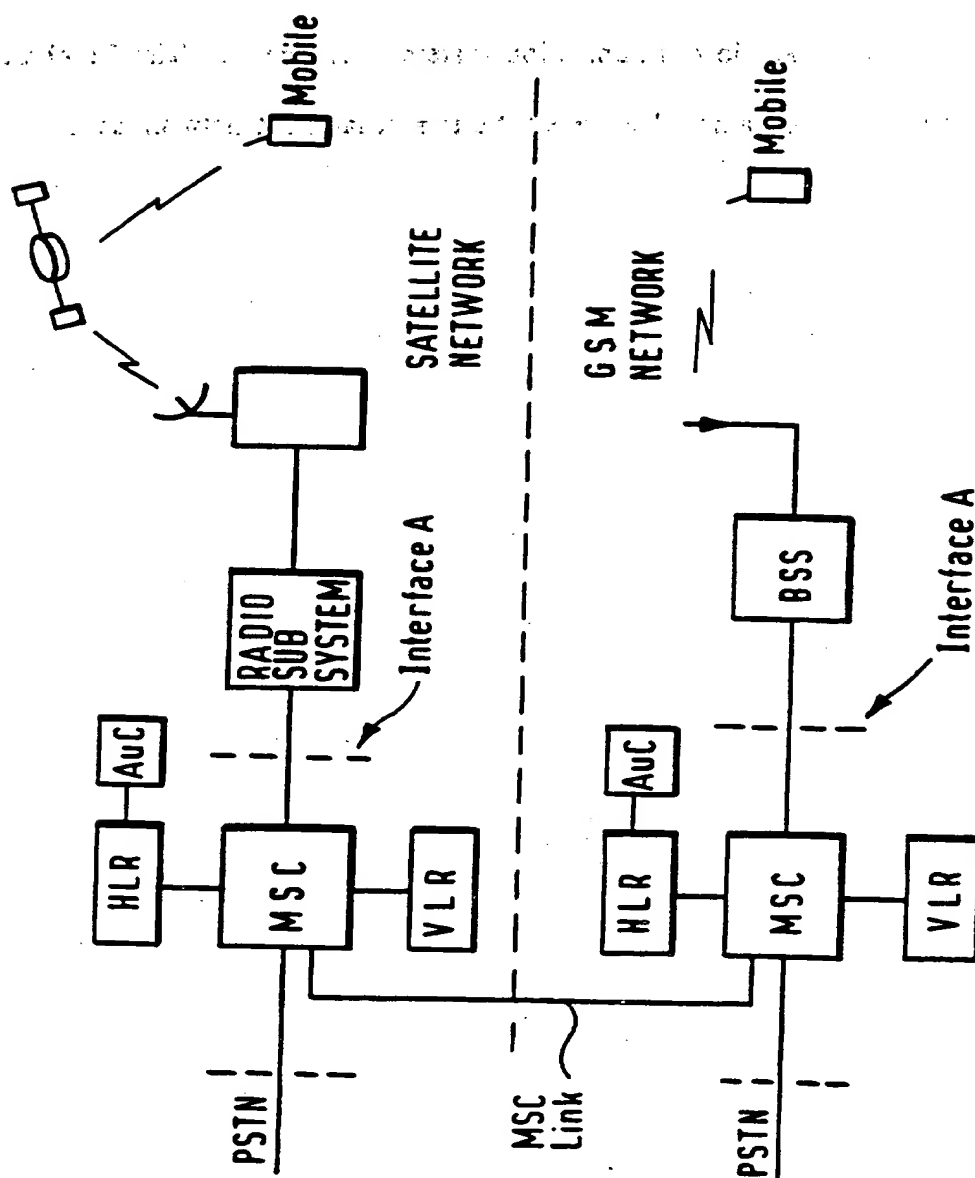 Mobile
SATELLITE
NETWORK
RADIO
SUB
SYSTEM
Interface A
AuC
HLR
MSC
VLR
PSTN
MSC
Link
Mobile
GSM
NETWORK
BSS
Interface A
AuC
HLR
MSC
VLR
PSTN